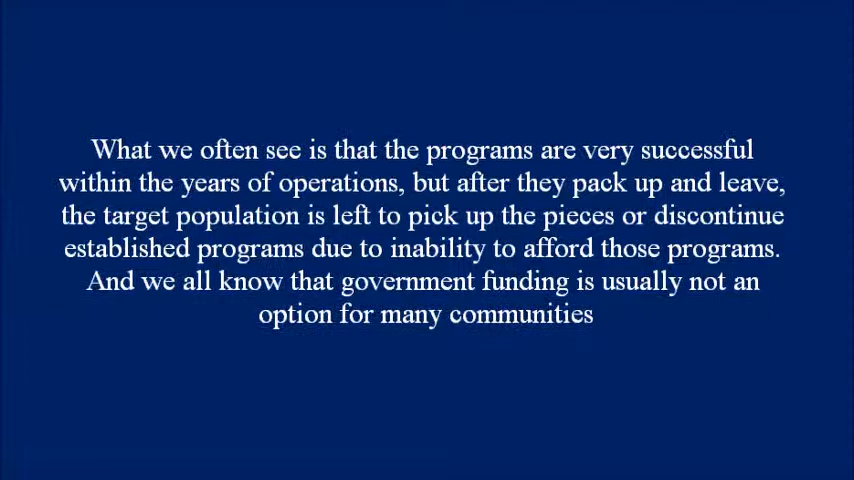 What we often see is that the programs are very successful
within the years of operations, but after they pack up and leave,
the target population is left to pick up the pieces or discontinue
established programs due to inability to afford those programs.
And we all know that government funding is usually not an
option for many communities